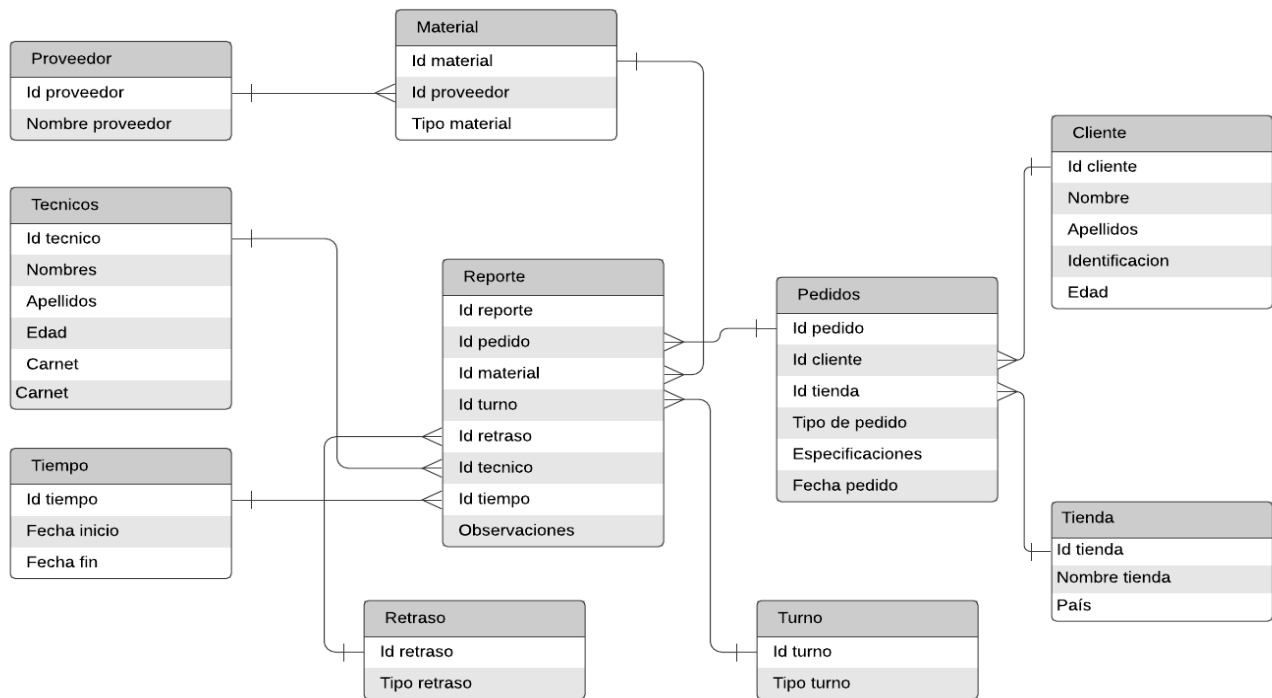 Proveedor
Id proveedor
Nombre proveedor
Material
Id material
Id proveedor
Tipo material
Tecnicos
Id tecnico
Nombres
Apellidos
Edad
Carnet
Carnet
Tiempo
Id tiempo
Fecha inicio
Fecha fin
Reporte
Id reporte
Id pedido
Id material
Id turno
Id retraso
Id tecnico
Id tiempo
Observaciones
Pedidos
Id pedido
Id cliente
Id tienda
Tipo de pedido
Especificaciones
Fecha pedido
Cliente
Id cliente
Nombre
Apellidos
Identificacion
Edad
Tienda
Id tienda
Nombre tienda
País
Retraso
Id retraso
Tipo retraso
Turno
Id turno
Tipo turno